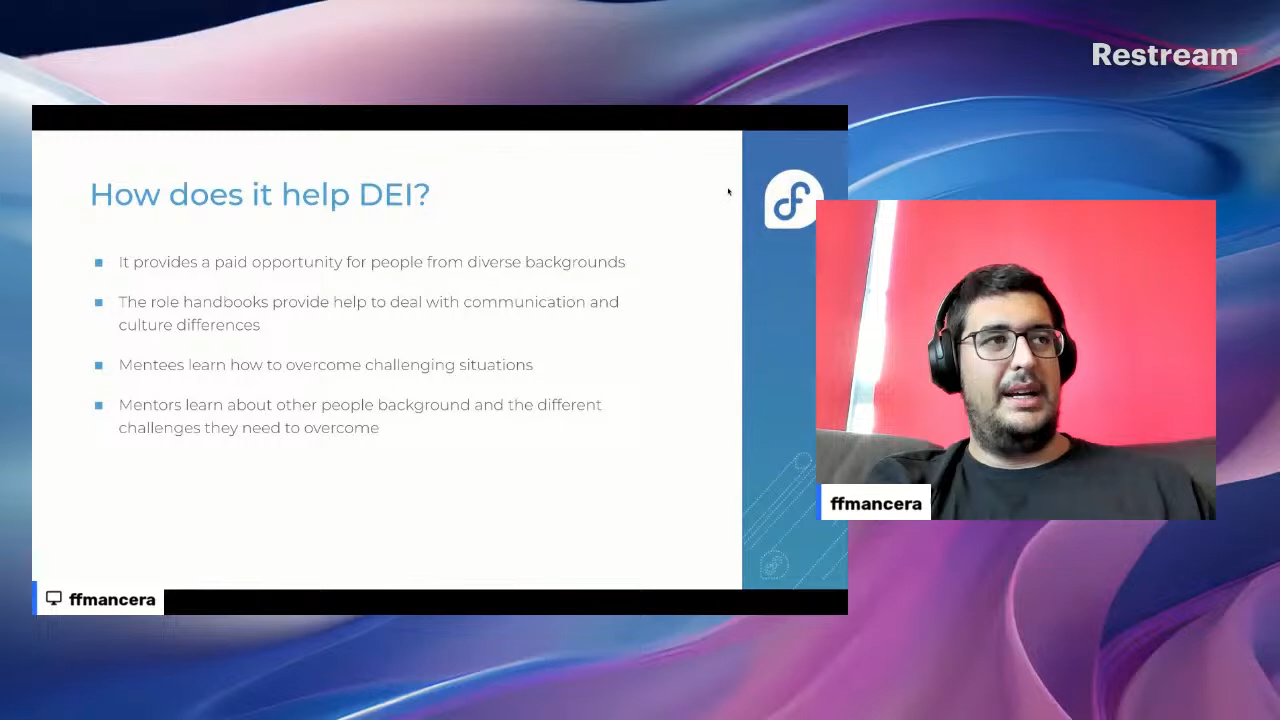 Restream
How does it help DEI?
It provides a paid opportunity for people from diverse backgrounds
The role handbooks provide help to deal with communication and
culture differences
Mentees learn how to overcome challenging situations
Mentors learn about other people background and the different
challenges they need to overcome
ffmancera
ffmancera